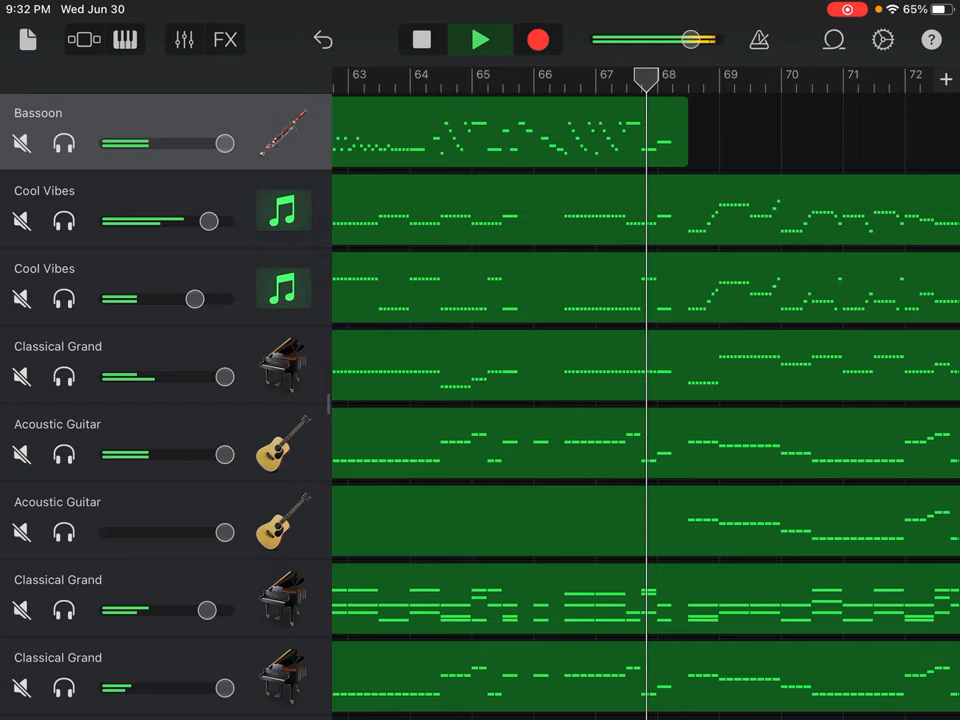 9:32 PM Wed Jun 30 65%
FX ?
63 64 65 66 67 68 69 70 71 72 +
Bassoon
Cool Vibes
Cool Vibes
Classical Grand
Acoustic Guitar
Acoustic Guitar
Classical Grand
Classical Grand